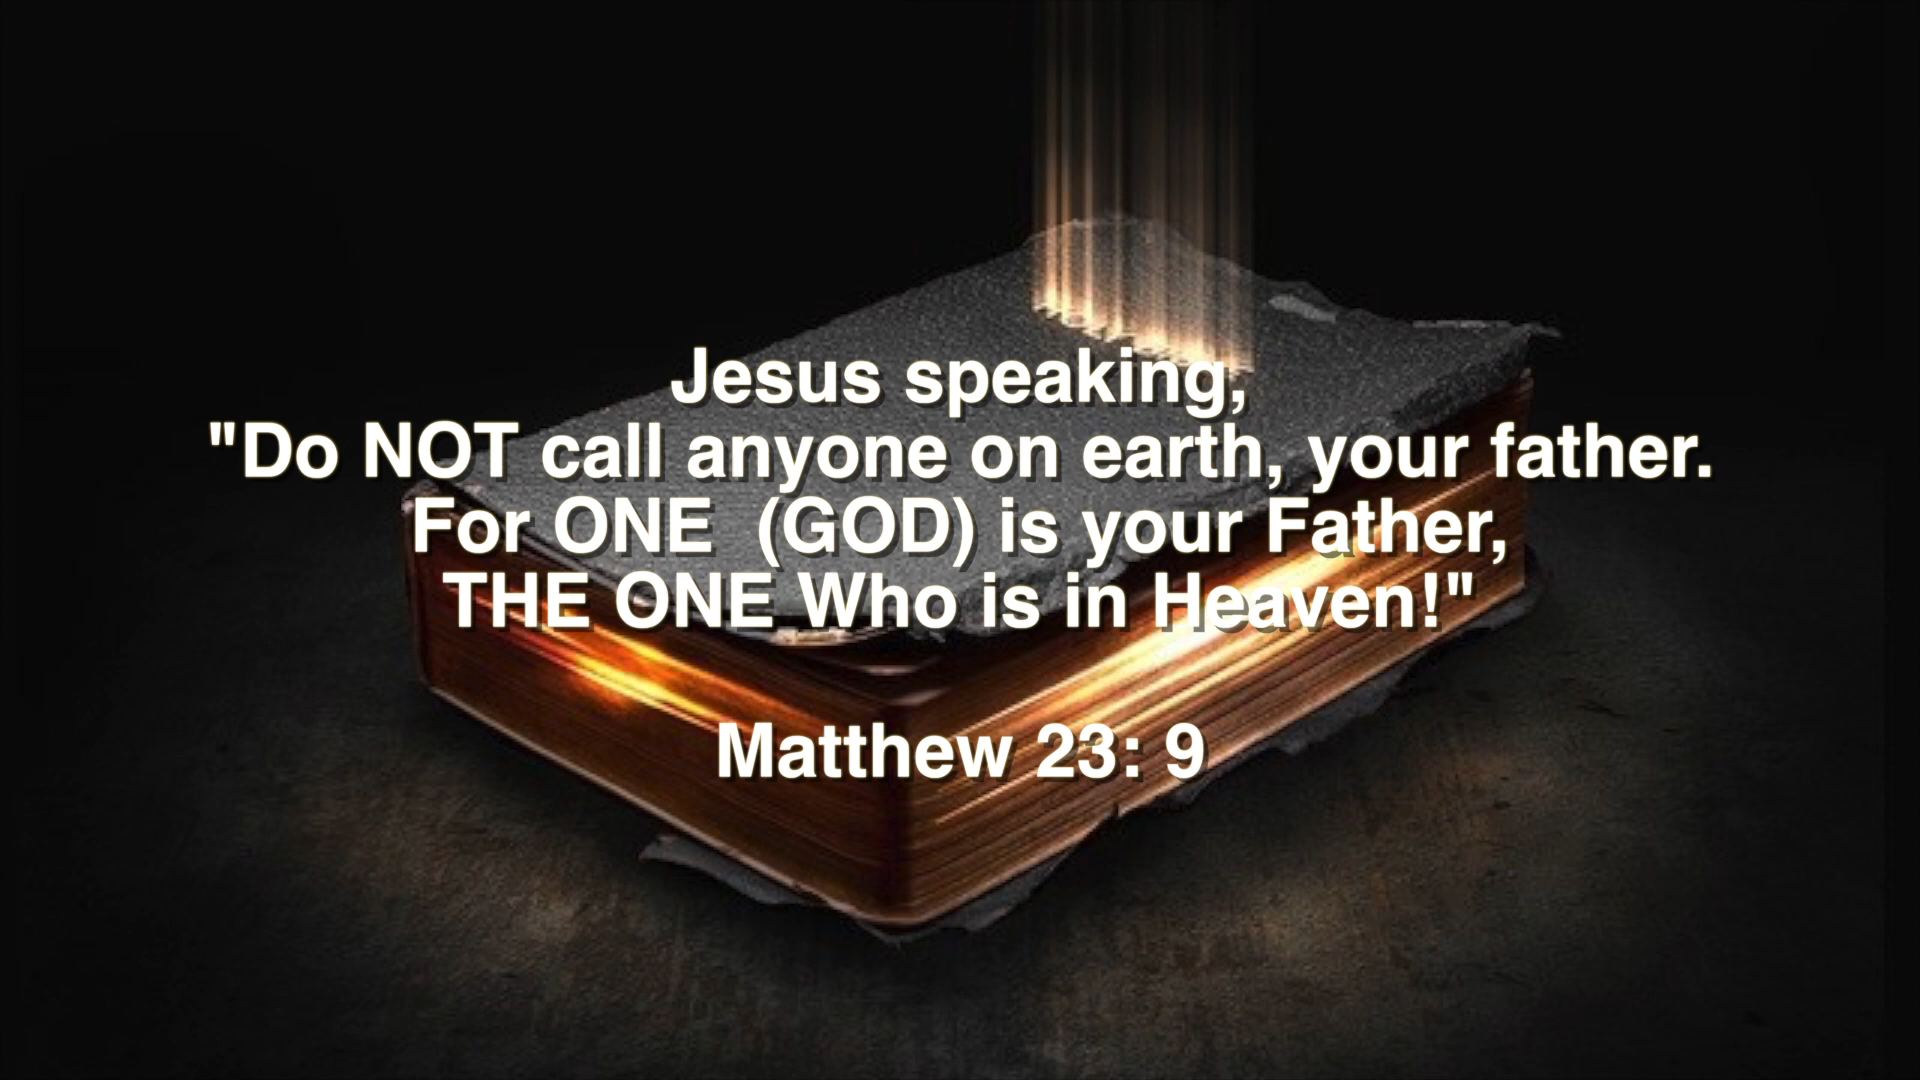 Jesus speaking,
"Do NOT call anyone on earth, your father.
For ONE  (GOD) is your Father,
THE ONE Who is in Heaven!"
Matthew 23: 9